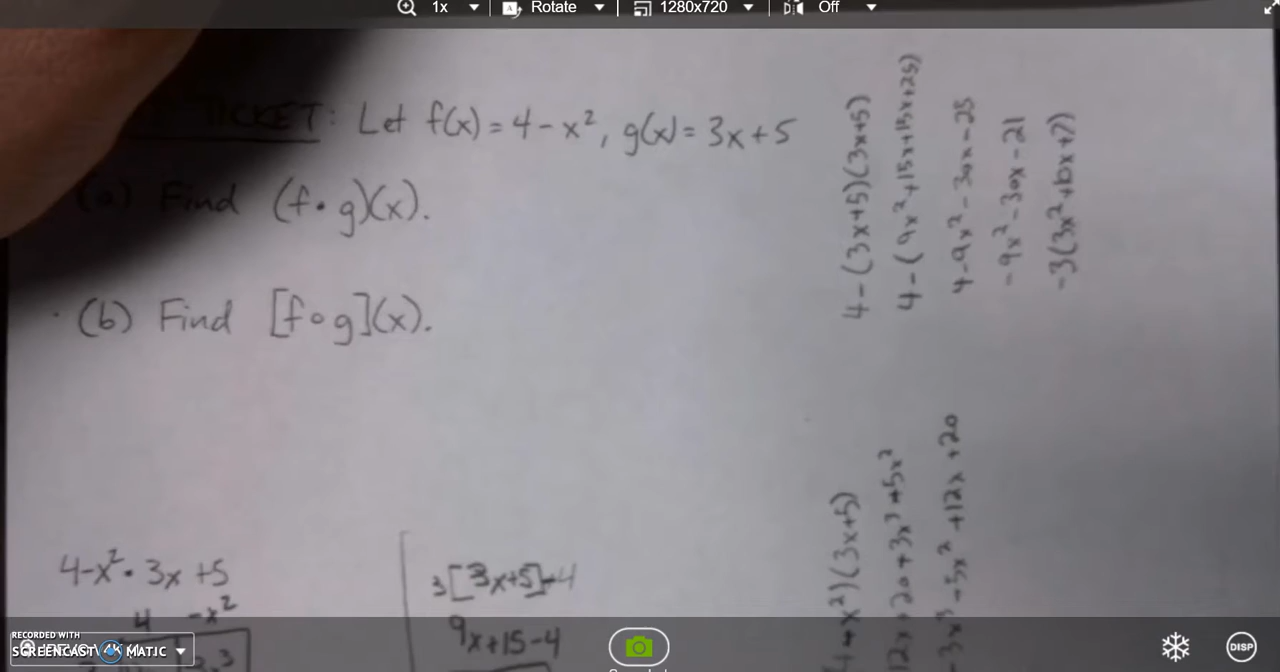 1x Rotate 1280x720 Off
TICKET: Let f(x) = 4 - x², g(x) = 3x + 5
(a) Find (f • g)(x).
(b) Find [f ∘ g](x).
4 - (3x+5)(3x+5)
4 - (9x² + 15x + 15x + 25)
4 - 9x² - 30x - 25
-9x² - 30x - 21
-3(3x² + 10x + 7)
x²)(3x+5)
12x + 20 + 3x³ + 5x²
-3x³ - 5x² + 12x + 20
4 - x² • 3x + 5
4 -x²
3[3x+5]-4
9x + 15 - 4
RECORDED WITH
SCREENCAST MATIC
DISP